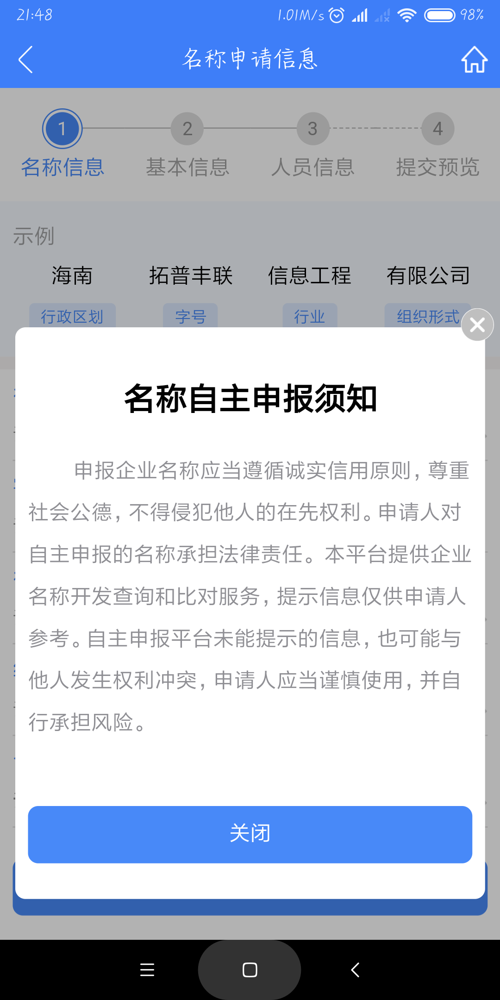 21:48
1.01M/s
98%
名称申请信息
1
2
3
4
名称信息
基本信息
人员信息
提交预览
示例
海南
拓普丰联
信息工程
有限公司
行政区划
字号
行业
组织形式
名称自主申报须知
申报企业名称应当遵循诚实信用原则，尊重
社会公德，不得侵犯他人的在先权利。申请人对
自主申报的名称承担法律责任。本平台提供企业
名称开发查询和比对服务，提示信息仅供申请人
参考。自主申报平台未能提示的信息，也可能与
他人发生权利冲突，申请人应当谨慎使用，并自
行承担风险。
关闭